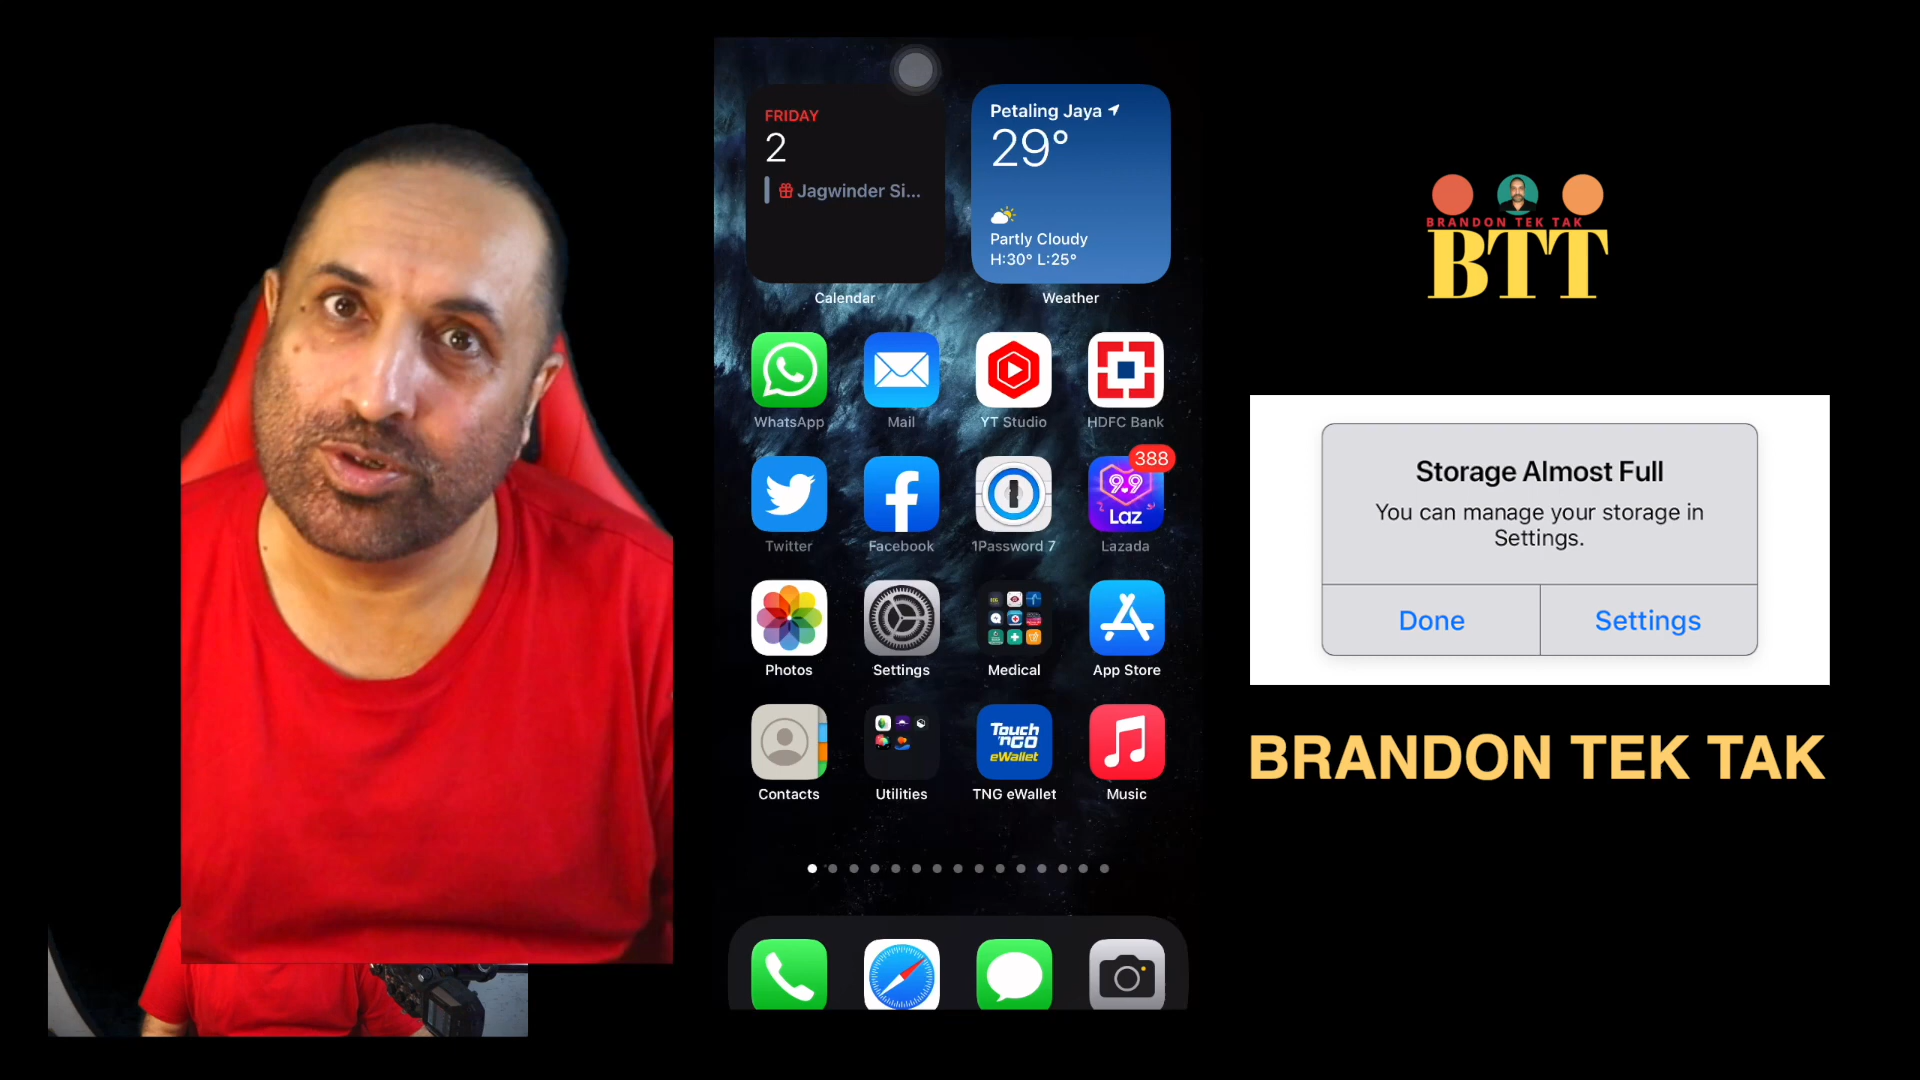 FRIDAY
2
Jagwinder Si...
Calendar
Petaling Jaya
29°
Partly Cloudy
H:30° L:25°
Weather
WhatsApp
Mail
YT Studio
HDFC Bank
388
9.9
Laz
Twitter
Facebook
1Password 7
Lazada
Photos
Settings
Medical
App Store
Touch
'nGO
eWallet
Contacts
Utilities
TNG eWallet
Music
BRANDON TEK TAK
BTT
Storage Almost Full
You can manage your storage in
Settings.
Done
Settings
BRANDON TEK TAK